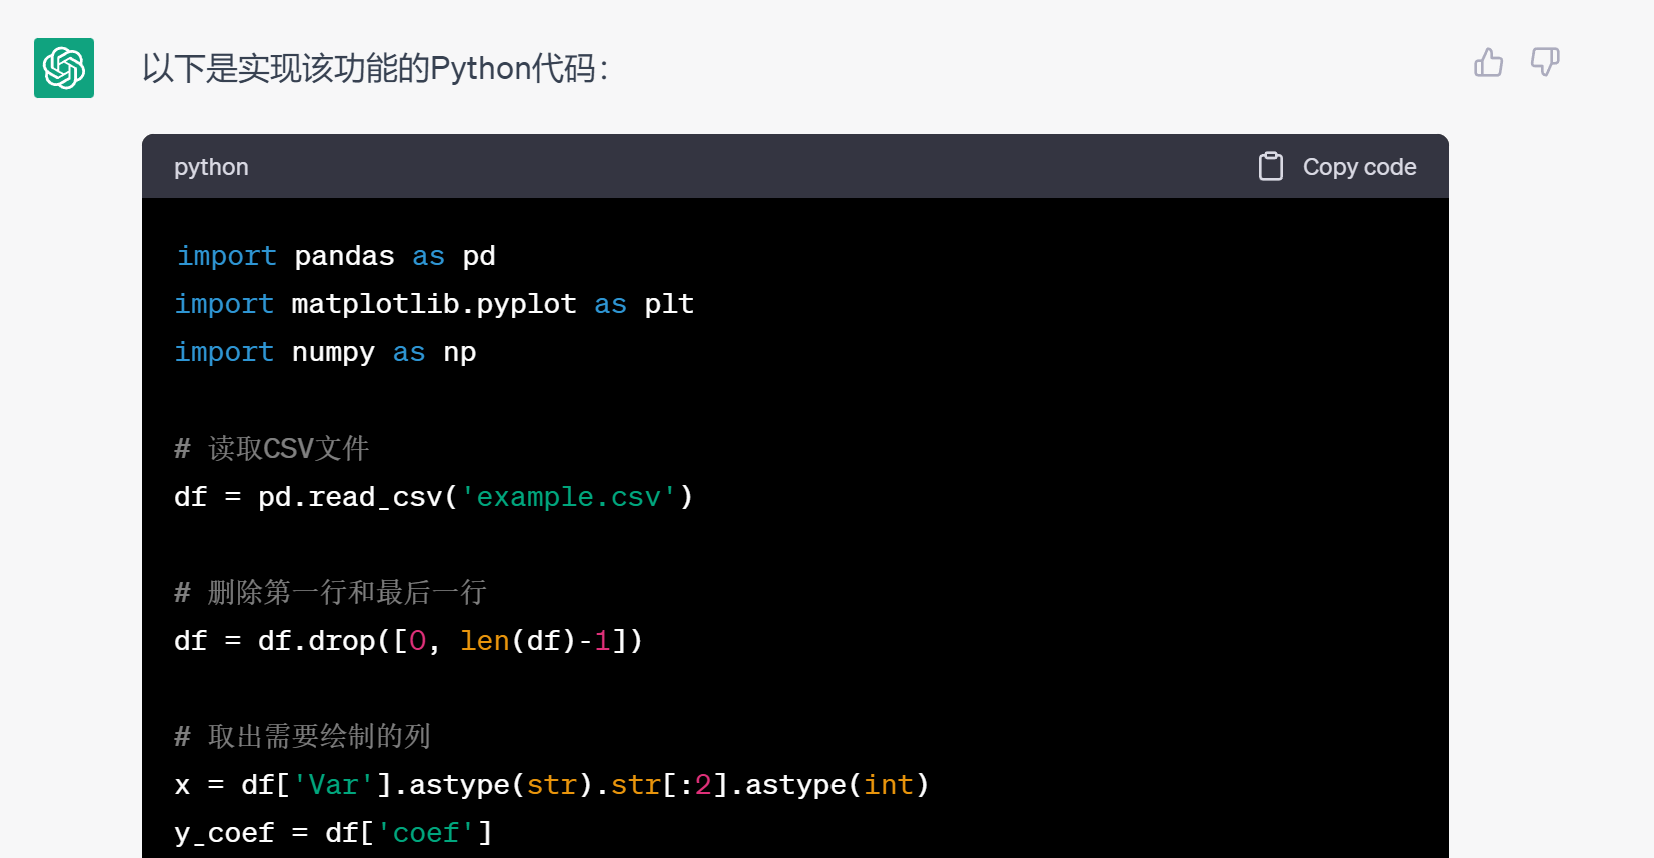 以下是实现该功能的Python代码：
python
Copy code
import pandas as pd
import matplotlib.pyplot as plt
import numpy as np
# 读取CSV文件
df = pd.read_csv('example.csv')
# 删除第一行和最后一行
df = df.drop([0, len(df)-1])
# 取出需要绘制的列
x = df['Var'].astype(str).str[:2].astype(int)
y_coef = df['coef']